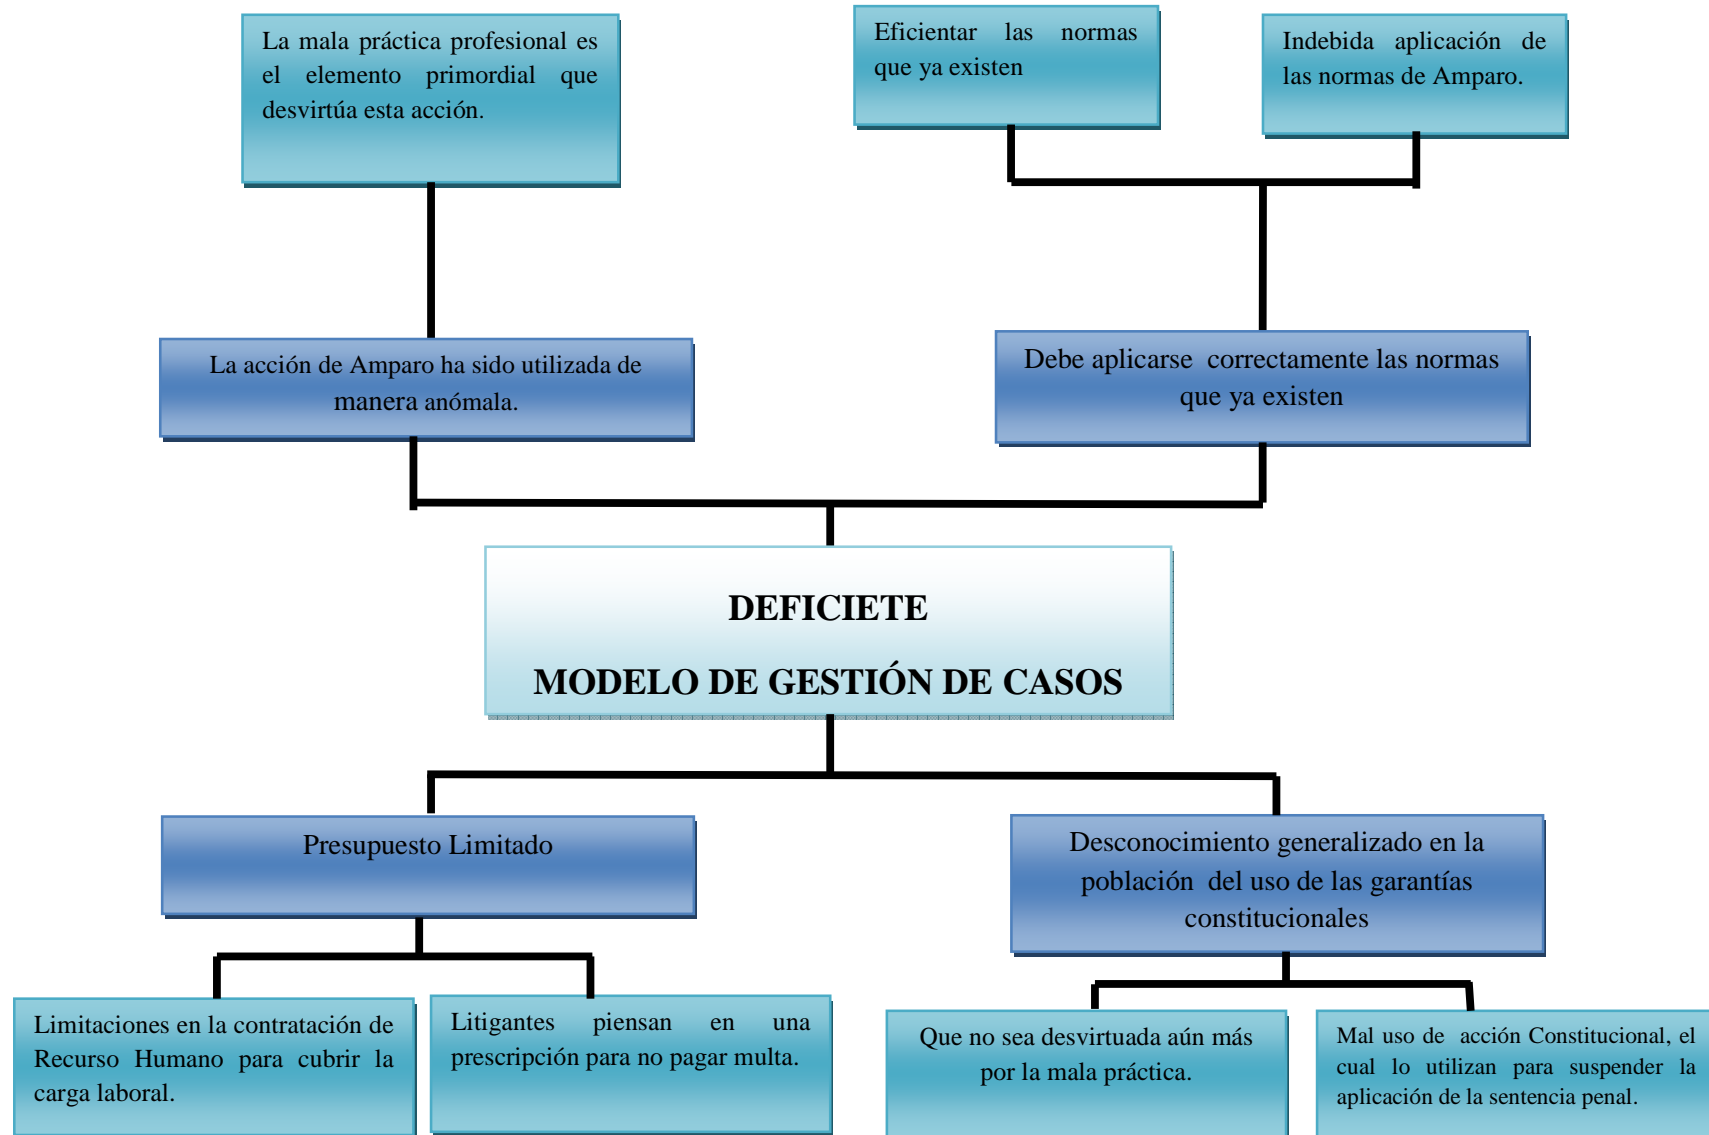 La mala práctica profesional es
el elemento primordial que
desvirtúa esta acción.
Eficientar las normas
que ya existen
Indebida aplicación de
las normas de Amparo.
La acción de Amparo ha sido utilizada de
manera anómala.
Debe aplicarse correctamente las normas
que ya existen
DEFICIETE
MODELO DE GESTIÓN DE CASOS
Presupuesto Limitado
Desconocimiento generalizado en la
población del uso de las garantías
constitucionales
Limitaciones en la contratación de
Recurso Humano para cubrir la
carga laboral.
Litigantes piensan en una
prescripción para no pagar multa.
Que no sea desvirtuada aún más
por la mala práctica.
Mal uso de acción Constitucional, el
cual lo utilizan para suspender la
aplicación de la sentencia penal.